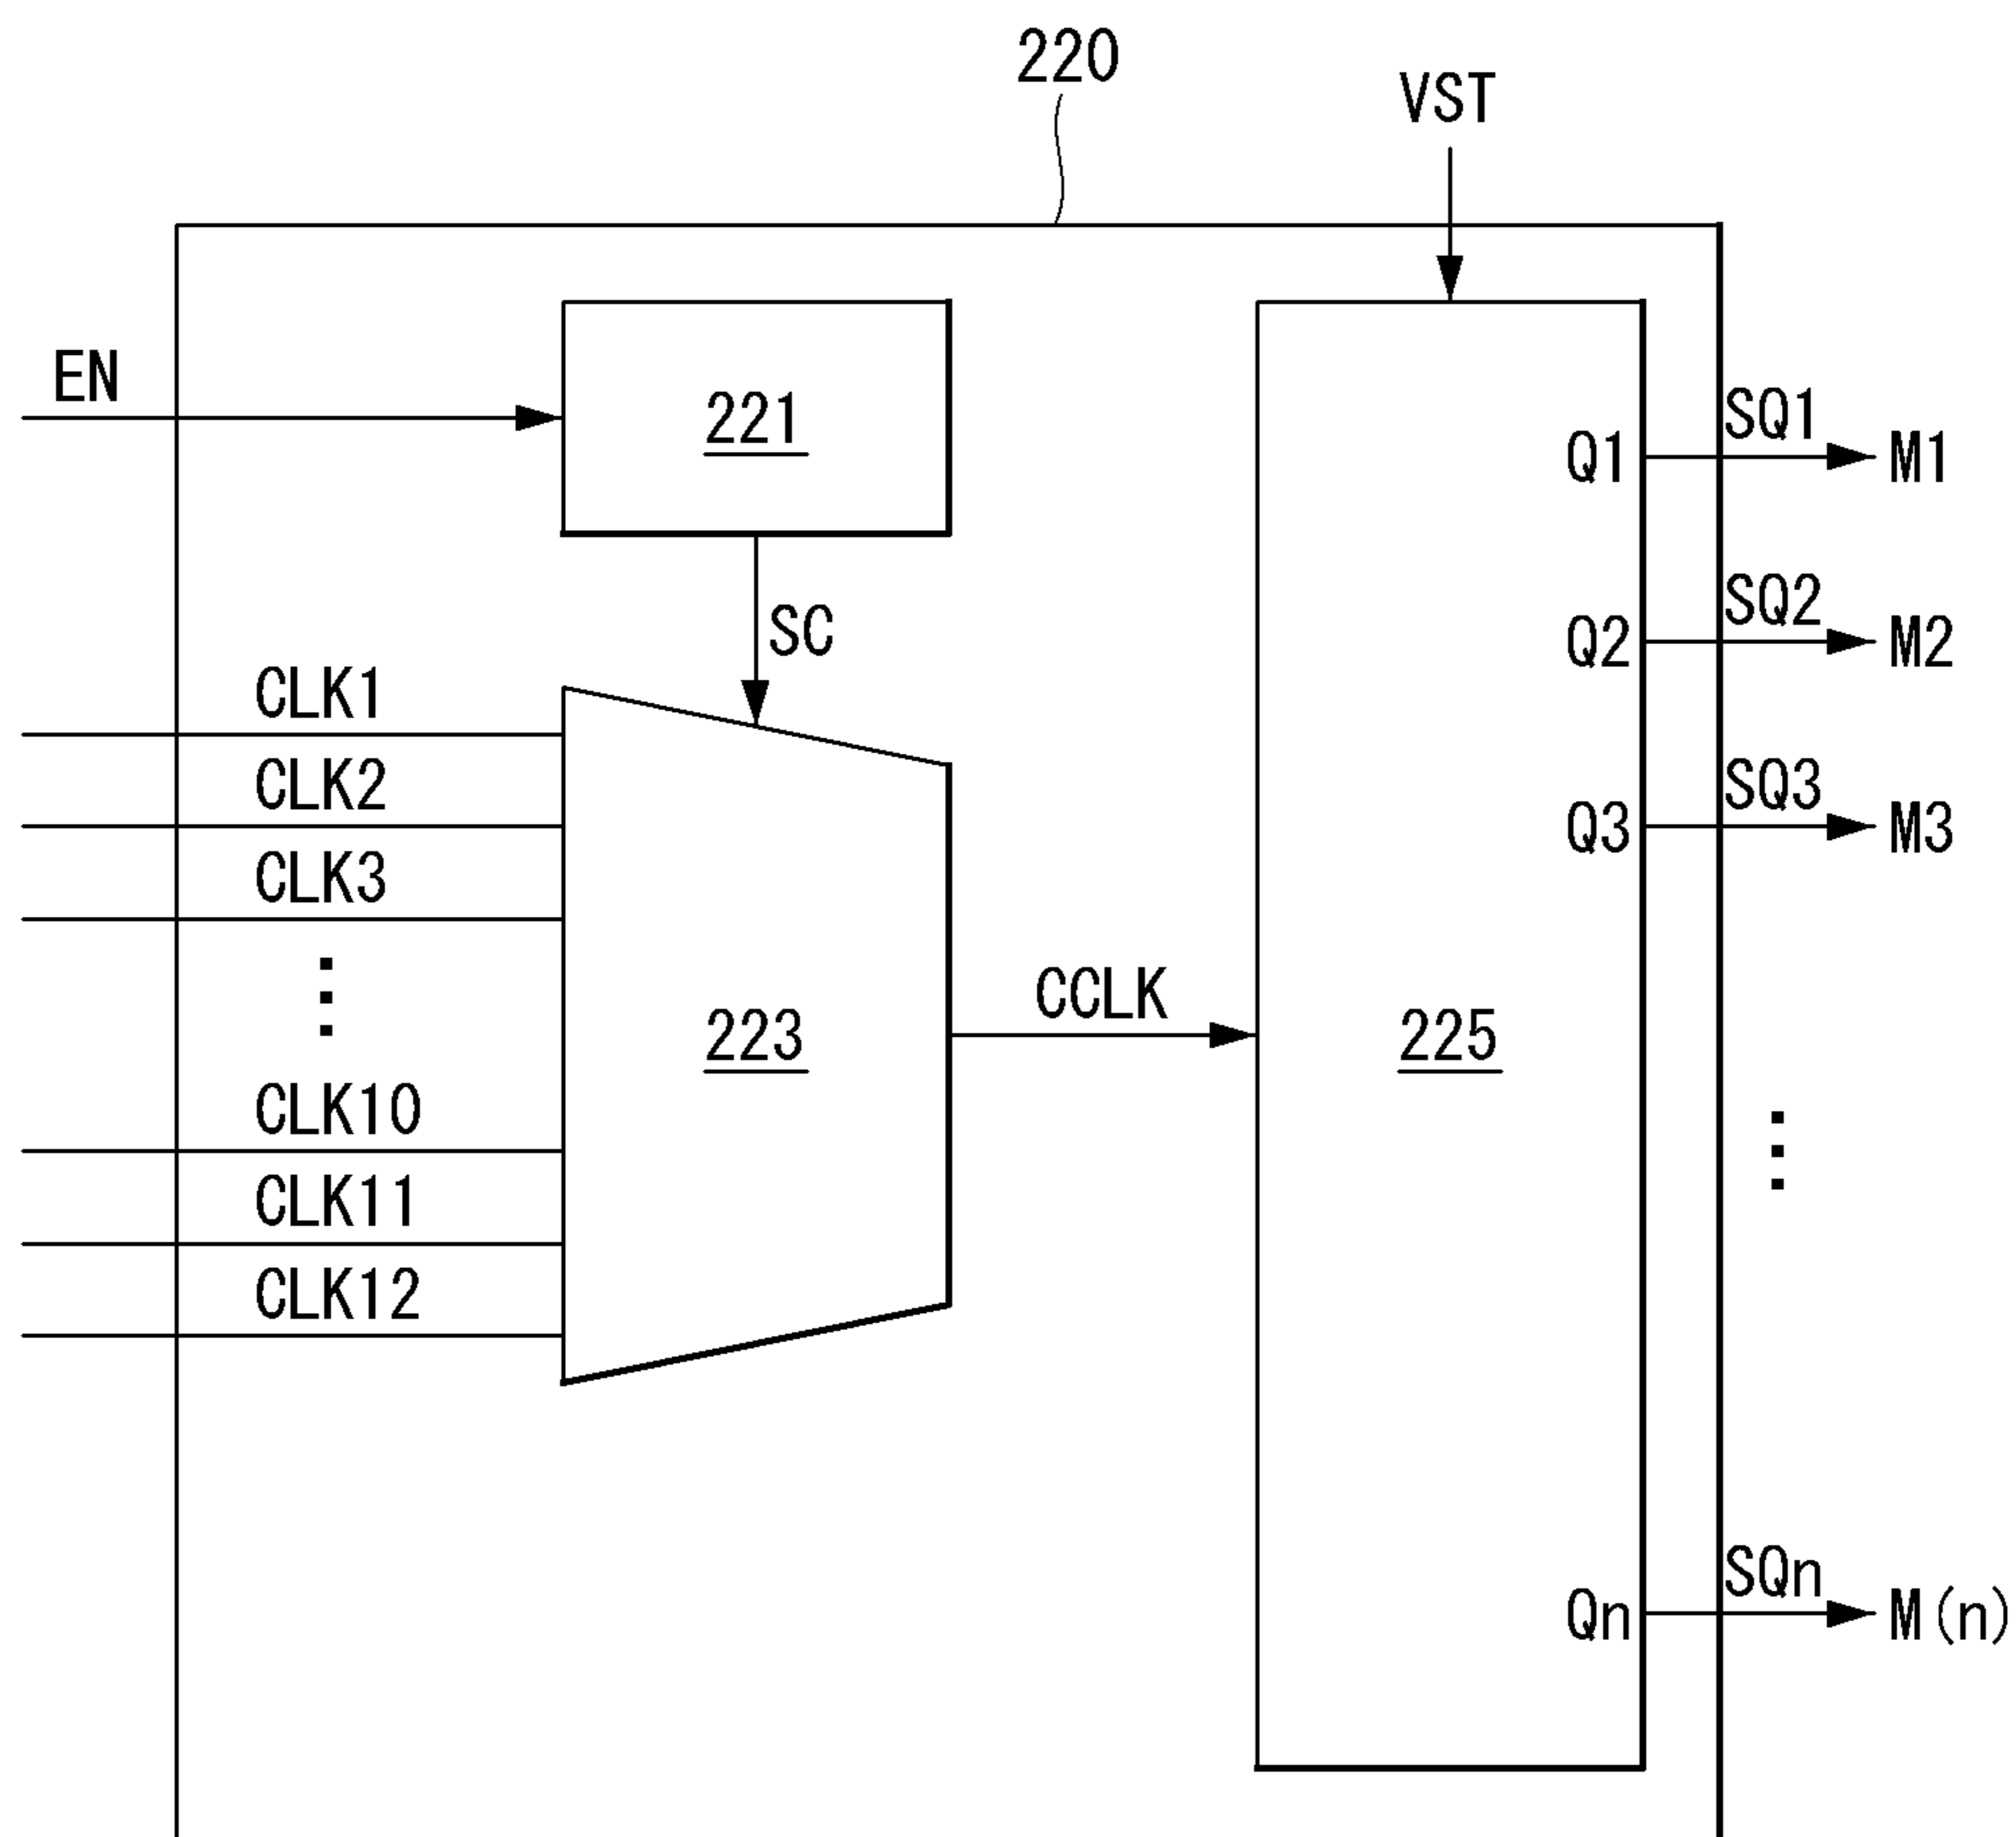 220
VST
EN
221
SC
CLK1
CLK2
CLK3
CLK10
CLK11
CLK12
223
CCLK
225
Q1
SQ1
M1
Q2
SQ2
M2
Q3
SQ3
M3
Qn
SQn
M(n)